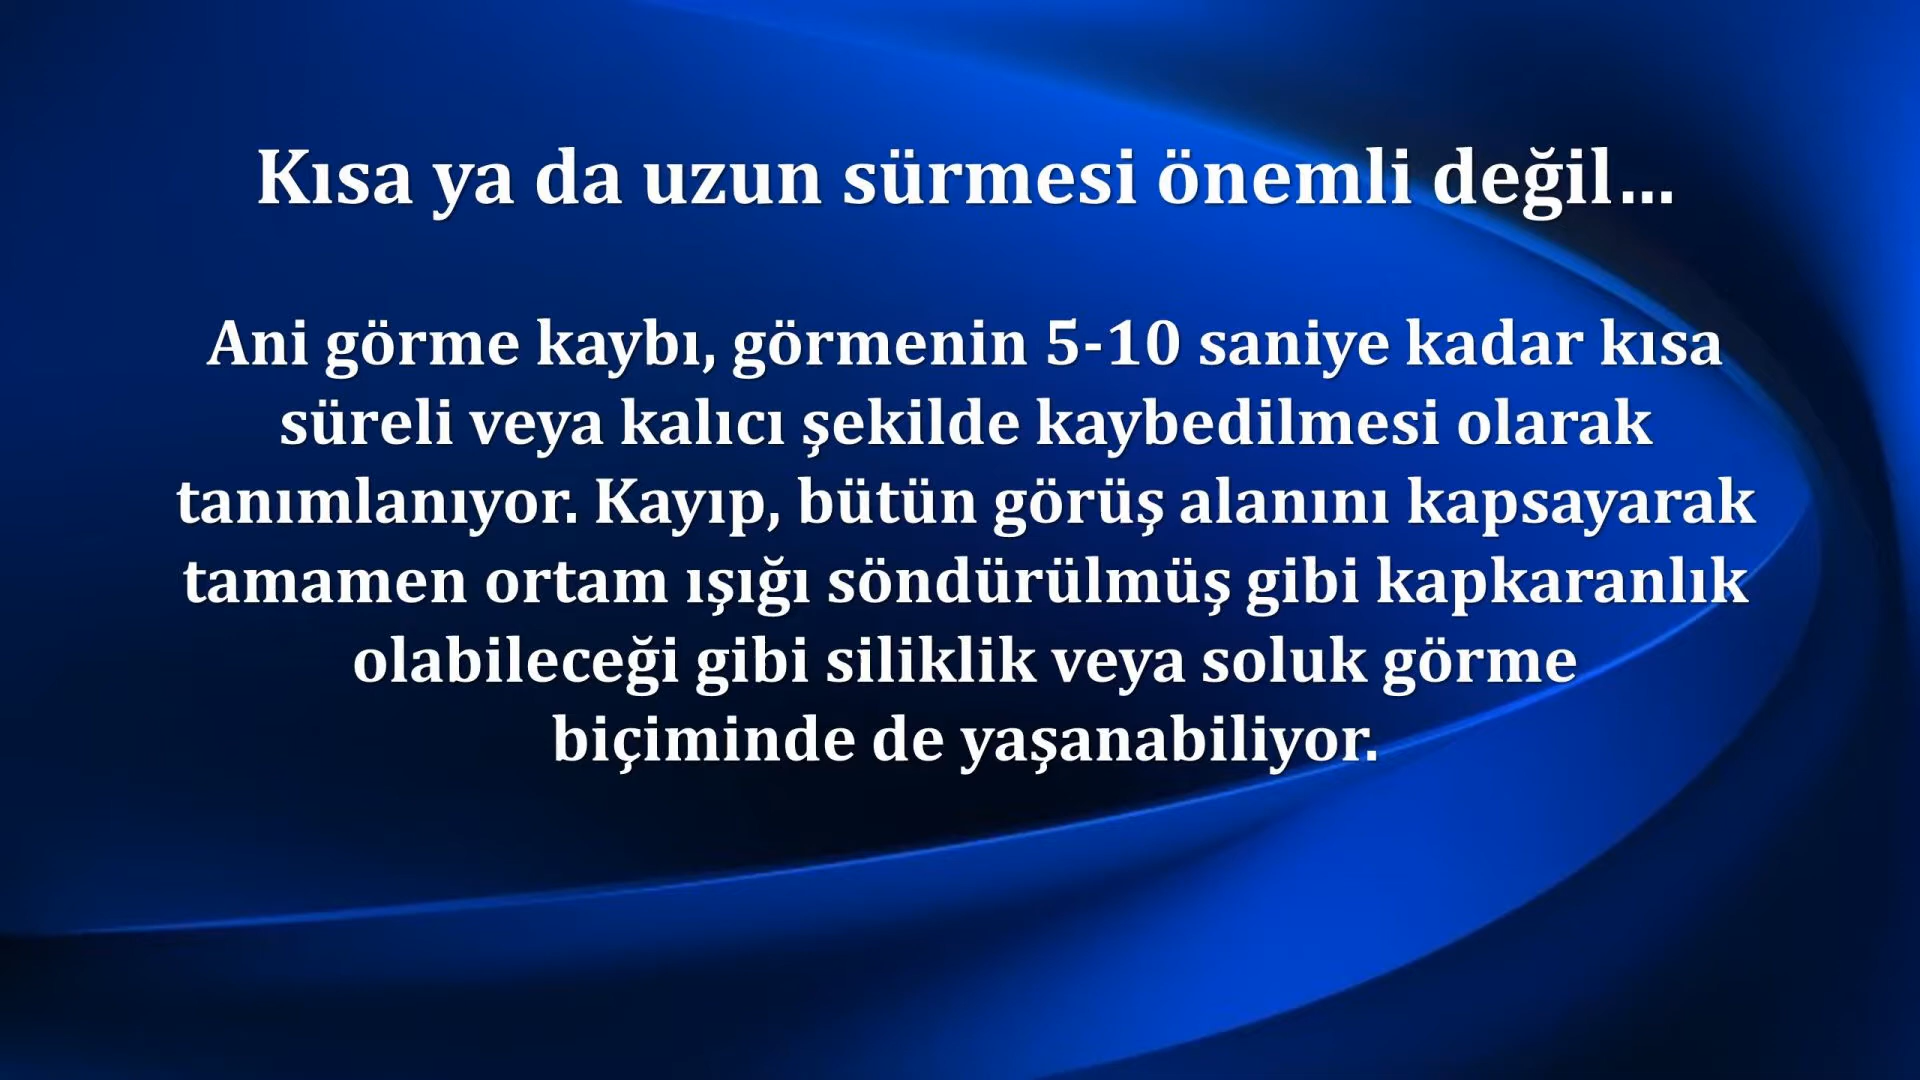 Kısa ya da uzun sürmesi önemli değil…
Ani görme kaybı, görmenin 5-10 saniye kadar kısa
süreli veya kalıcı şekilde kaybedilmesi olarak
tanımlanıyor. Kayıp, bütün görüş alanını kapsayarak
tamamen ortam ışığı söndürülmüş gibi kapkaranlık
olabileceği gibi siliklik veya soluk görme
biçiminde de yaşanabiliyor.